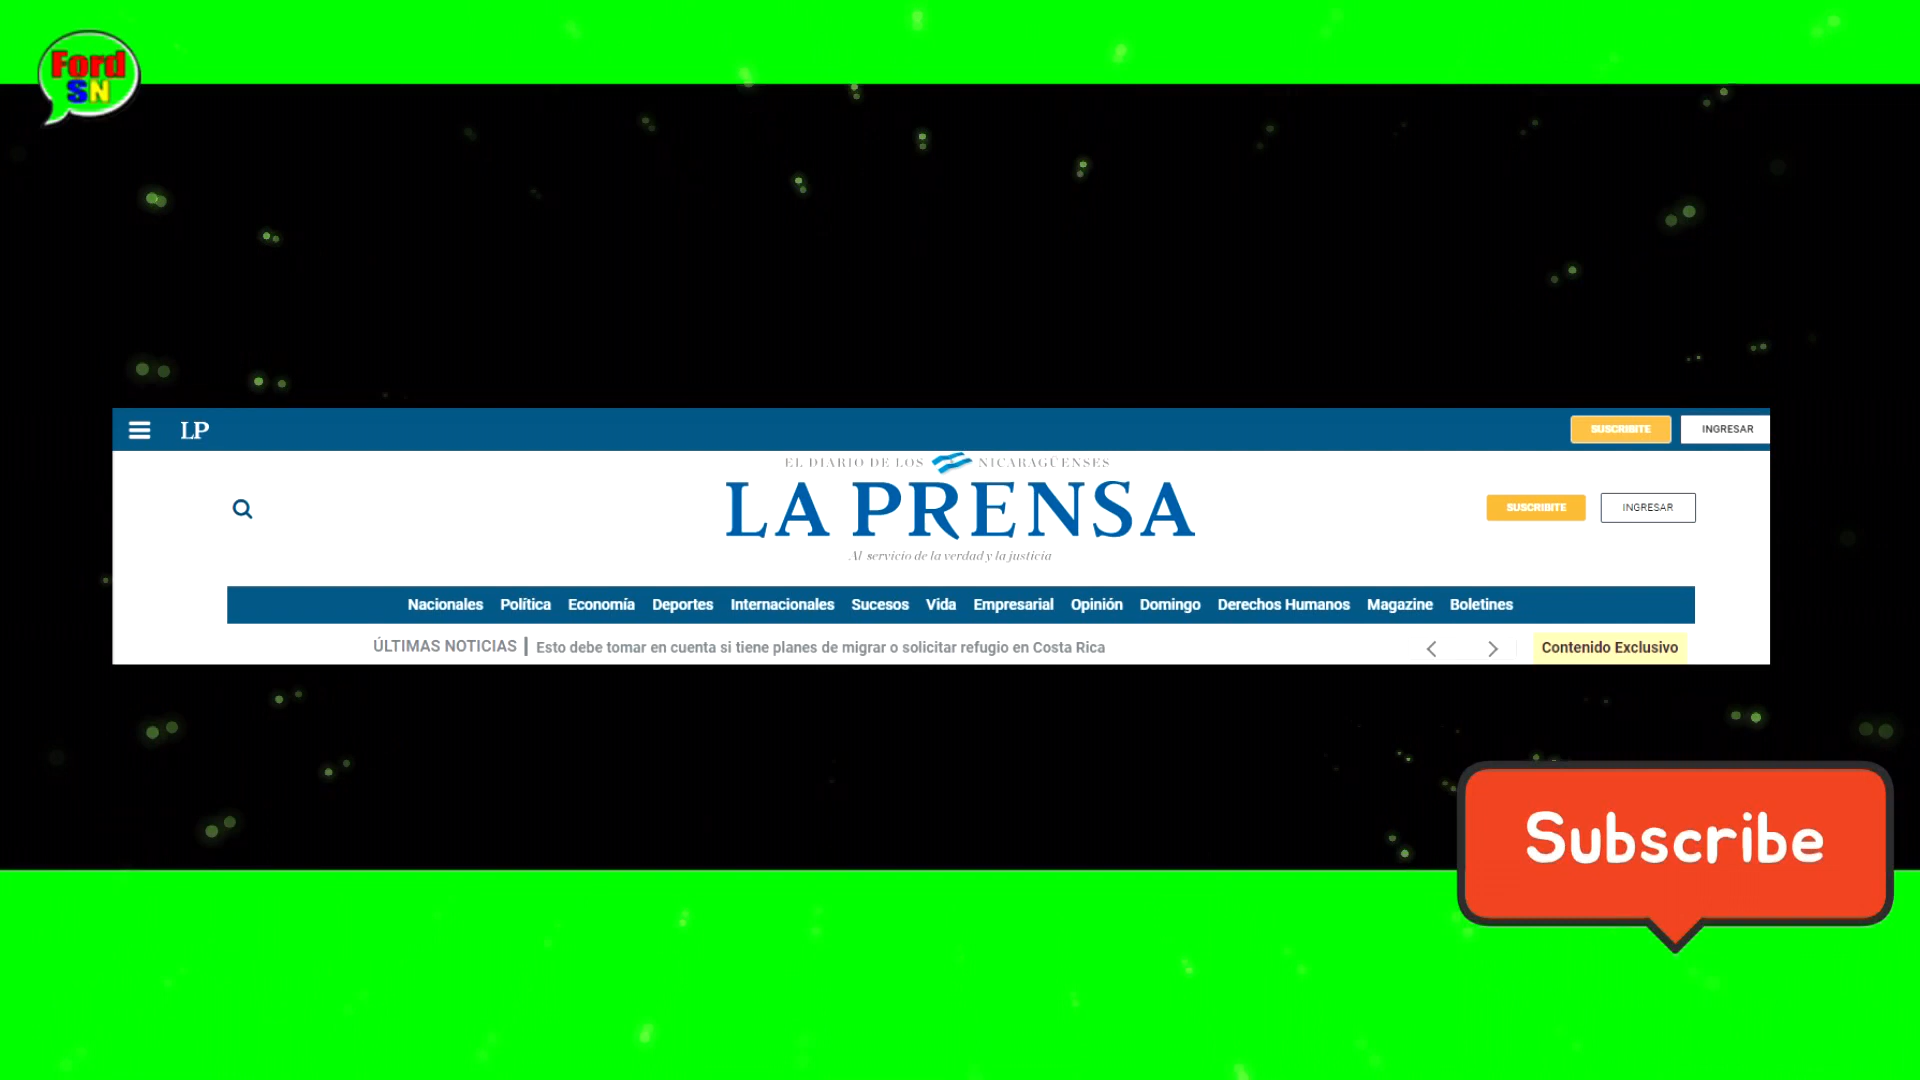 Ford
SN
LP
SUSCRIBITE
INGRESAR
EL DIARIO DE LOS NICARAGÜENSES
LA PRENSA
SUSCRIBITE
INGRESAR
Al servicio de la verdad y la justicia
Nacionales Política Economía Deportes Internacionales Sucesos Vida Empresarial Opinión Domingo Derechos Humanos Magazine Boletines
ÚLTIMAS NOTICIAS | Esto debe tomar en cuenta si tiene planes de migrar o solicitar refugio en Costa Rica
Contenido Exclusivo
Subscribe